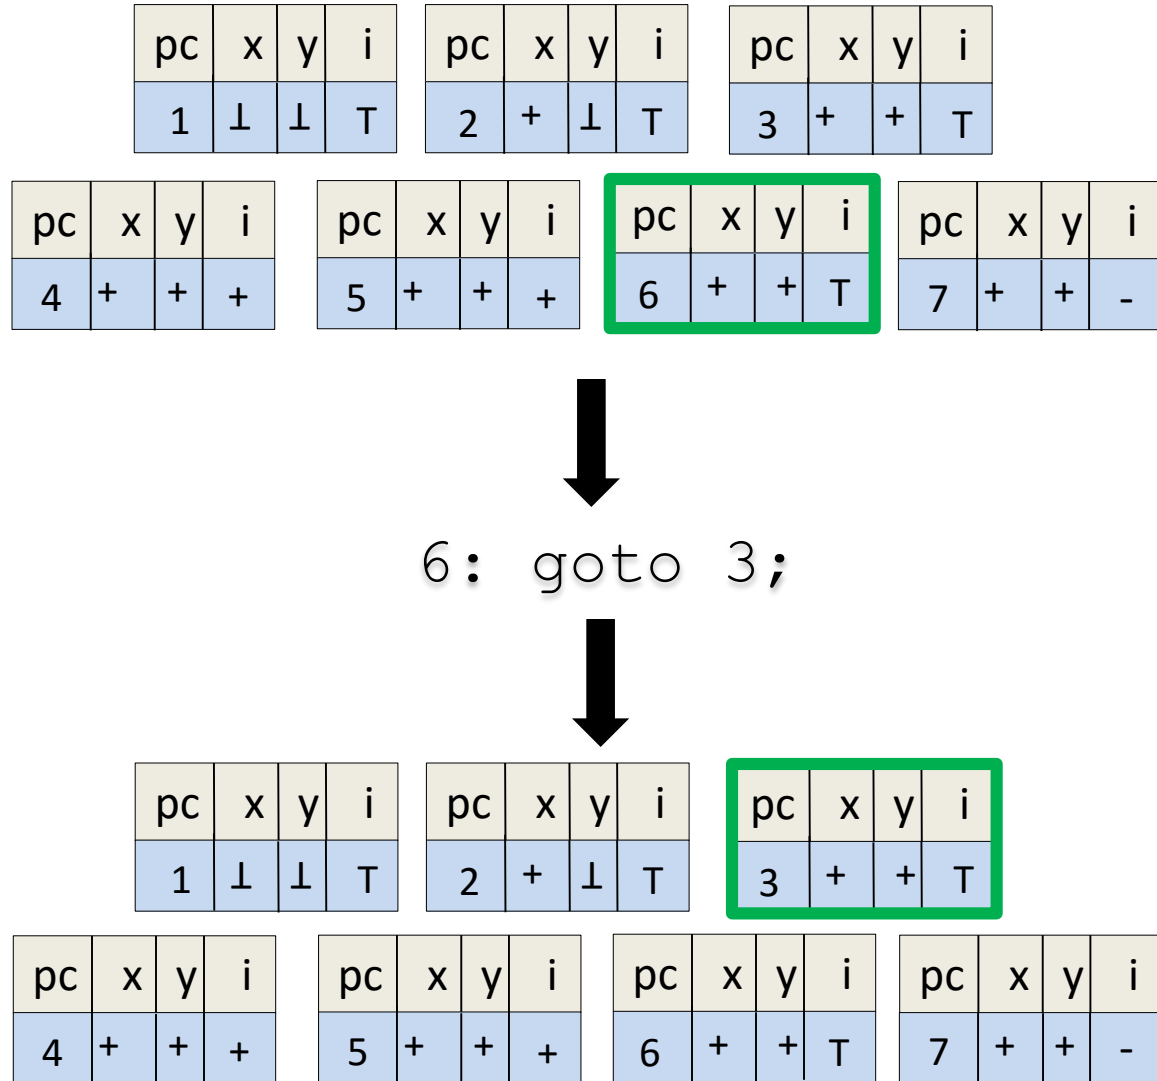 pc x y i pc x y i pc x y i
1 ⊥ ⊥ T 2 + ⊥ T 3 + + T
pc x y i pc x y i pc x y i pc x y i
4 + + + 5 + + + 6 + + T 7 + + -
6: goto 3;
pc x y i pc x y i pc x y i
1 ⊥ ⊥ T 2 + ⊥ T 3 + + T
pc x y i pc x y i pc x y i pc x y i
4 + + + 5 + + + 6 + + T 7 + + -